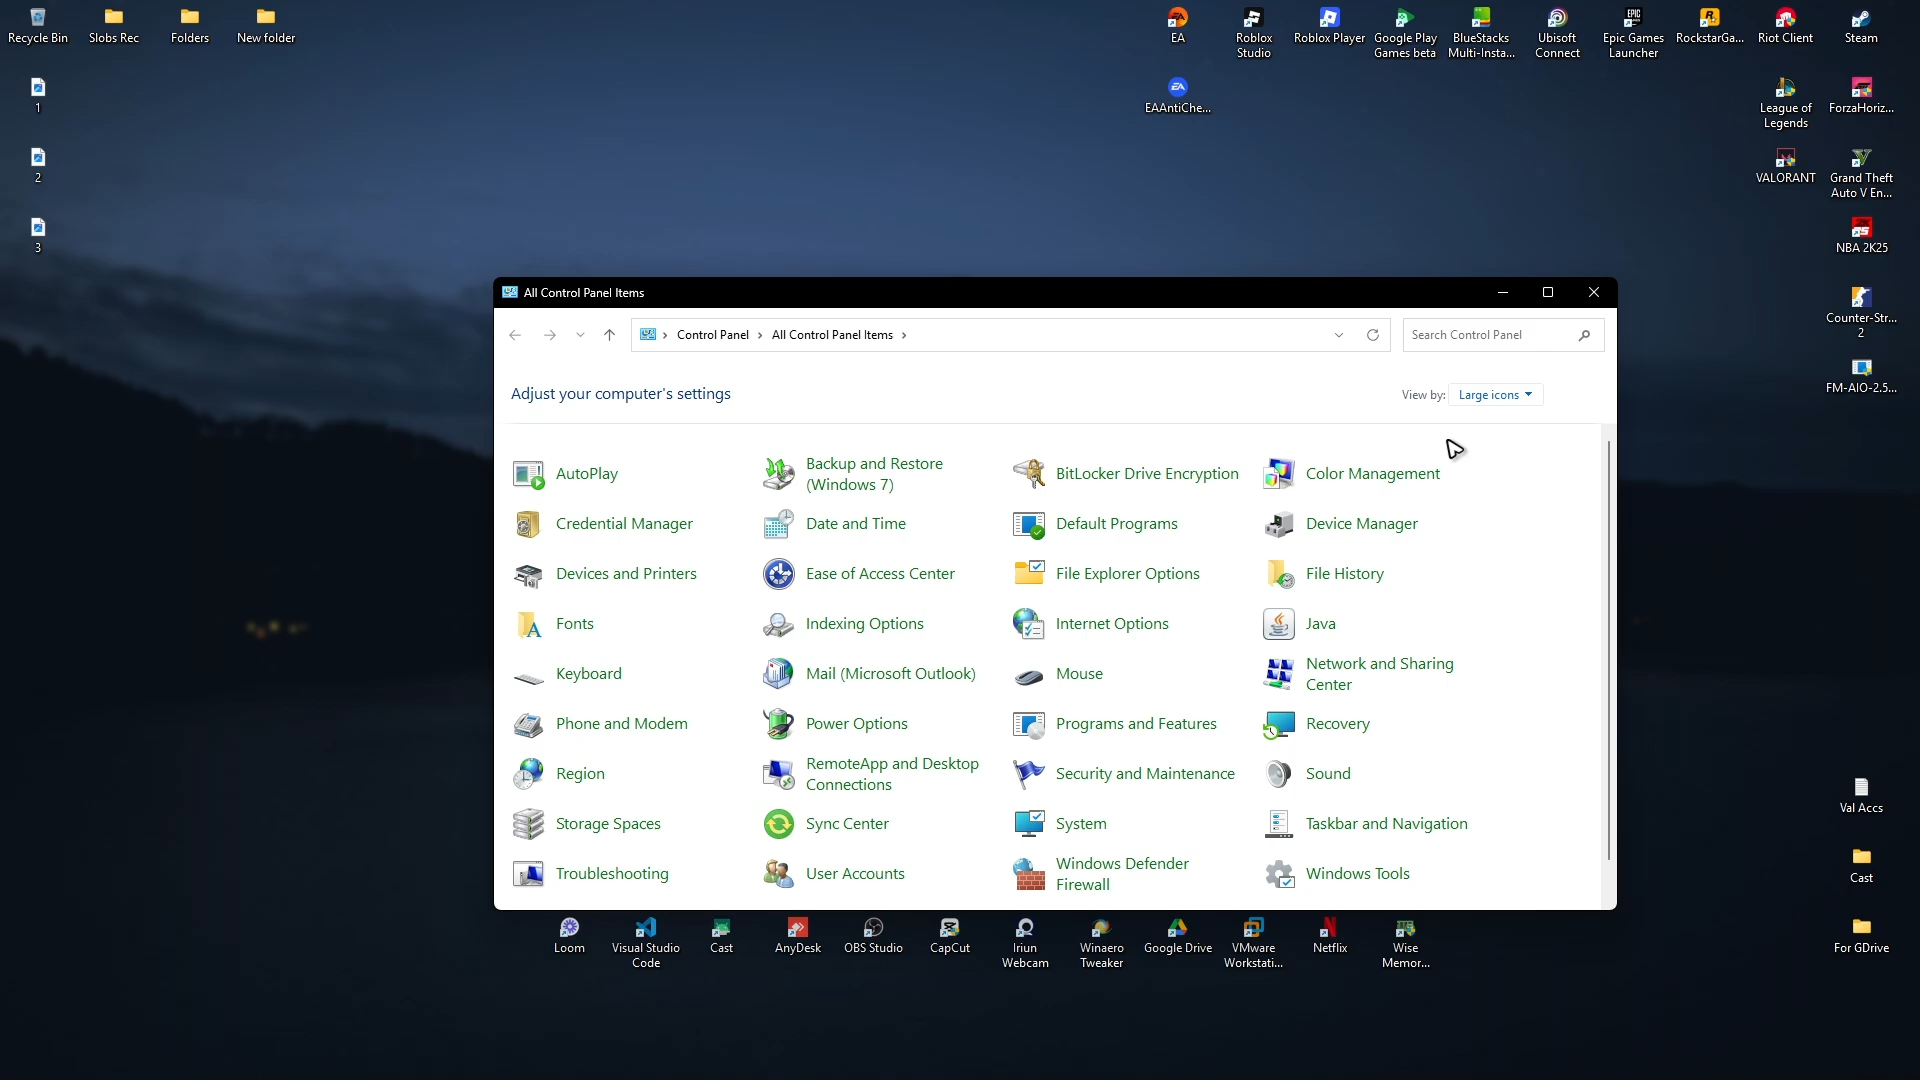 Recycle Bin
Slobs Rec
Folders
New folder
EA
Roblox
Studio
Roblox Player
Google Play
Games beta
BlueStacks
Multi-Insta...
Ubisoft
Connect
Epic Games
Launcher
RockstarGa...
Riot Client
Steam
1
EAAntiChe...
League of
Legends
ForzaHoriz...
2
VALORANT
Grand Theft
Auto V En...
3
NBA 2K25
Counter-Str...
2
FM-AIO-2.5...
All Control Panel Items
Control Panel
All Control Panel Items
Search Control Panel
Adjust your computer's settings
View by:
Large icons
AutoPlay
Backup and Restore
(Windows 7)
BitLocker Drive Encryption
Color Management
Credential Manager
Date and Time
Default Programs
Device Manager
Devices and Printers
Ease of Access Center
File Explorer Options
File History
Fonts
Indexing Options
Internet Options
Java
Keyboard
Mail (Microsoft Outlook)
Mouse
Network and Sharing
Center
Phone and Modem
Power Options
Programs and Features
Recovery
Region
RemoteApp and Desktop
Connections
Security and Maintenance
Sound
Storage Spaces
Sync Center
System
Taskbar and Navigation
Troubleshooting
User Accounts
Windows Defender
Firewall
Windows Tools
Val Accs
Cast
For GDrive
Loom
Visual Studio
Code
Cast
AnyDesk
OBS Studio
CapCut
Iriun
Webcam
Winaero
Tweaker
Google Drive
VMware
Workstati...
Netflix
Wise
Memor...